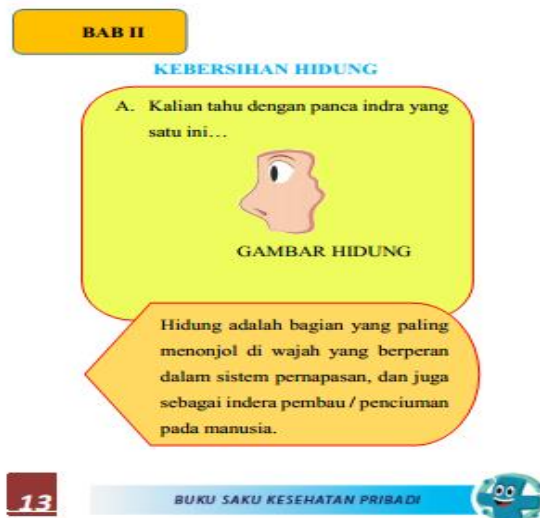 BAB II
KEBERSIHAN HIDUNG
A. Kalian tahu dengan panca indra yang
satu ini…
GAMBAR HIDUNG
Hidung adalah bagian yang paling
menonjol di wajah yang berperan
dalam sistem pernapasan, dan juga
sebagai indera pembau / penciuman
pada manusia.
13
BUKU SAKU KESEHATAN PRIBADI